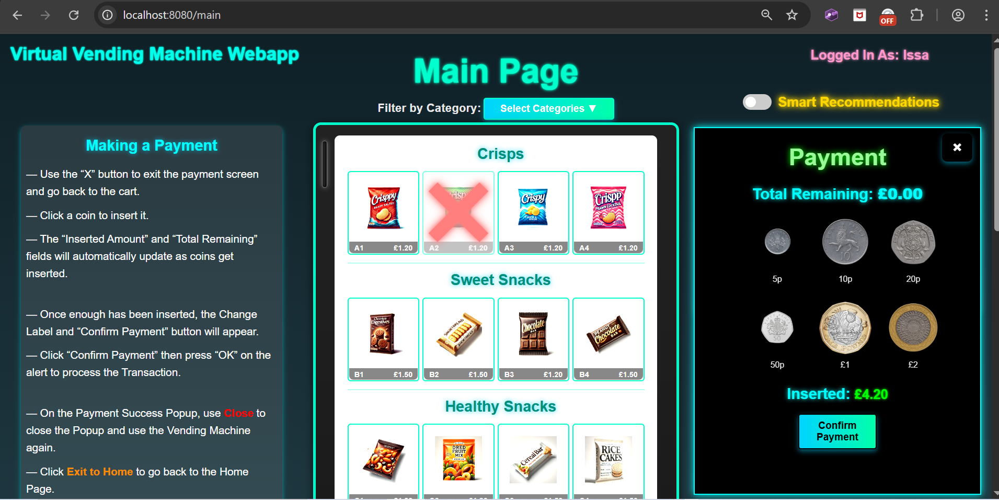 localhost:8080/main
OFF
Virtual Vending Machine Webapp
Main Page
Logged In As: Issa
Filter by Category:
Select Categories ▼
Smart Recommendations
Making a Payment
— Use the “X” button to exit the payment screen
and go back to the cart.
— Click a coin to insert it.
— The “Inserted Amount” and “Total Remaining”
fields will automatically update as coins get
inserted.
— Once enough has been inserted, the Change
Label and “Confirm Payment” button will appear.
— Click “Confirm Payment” then press “OK” on the
alert to process the Transaction.
— On the Payment Success Popup, use Close to
close the Popup and use the Vending Machine
again.
— Click Exit to Home to go back to the Home
Page.
Crisps
Crisppy
READY SALTED
Crispy
CHEESE &
ONION
Crispp
PRAWN COCKTAIL
A1 £1.20
A2 £1.20
A3 £1.20
A4 £1.20
Sweet Snacks
Chocolate
Digestives
SHORTBREAD
Chocolate
BAR
PEANUT
Chocolate
BAR
B1 £1.50
B2 £1.50
B3 £1.20
B4 £1.50
Healthy Snacks
DRED
FRUIT
MIX
CerealBar
RICE
CAKES
Payment
✖
Total Remaining: £0.00
5p
10p
20p
50p
£1
£2
Inserted: £4.20
Confirm
Payment